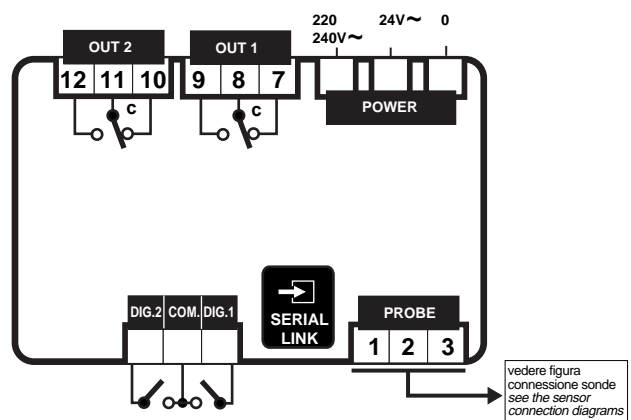 OUT 2
OUT 1
220
240V~
24V~
0
12 11 10
9 8 7
POWER
c
c
DIG.2 COM. DIG.1
SERIAL
LINK
PROBE
1 2 3
vedere figura
connessione sonde
see the sensor
connection diagrams